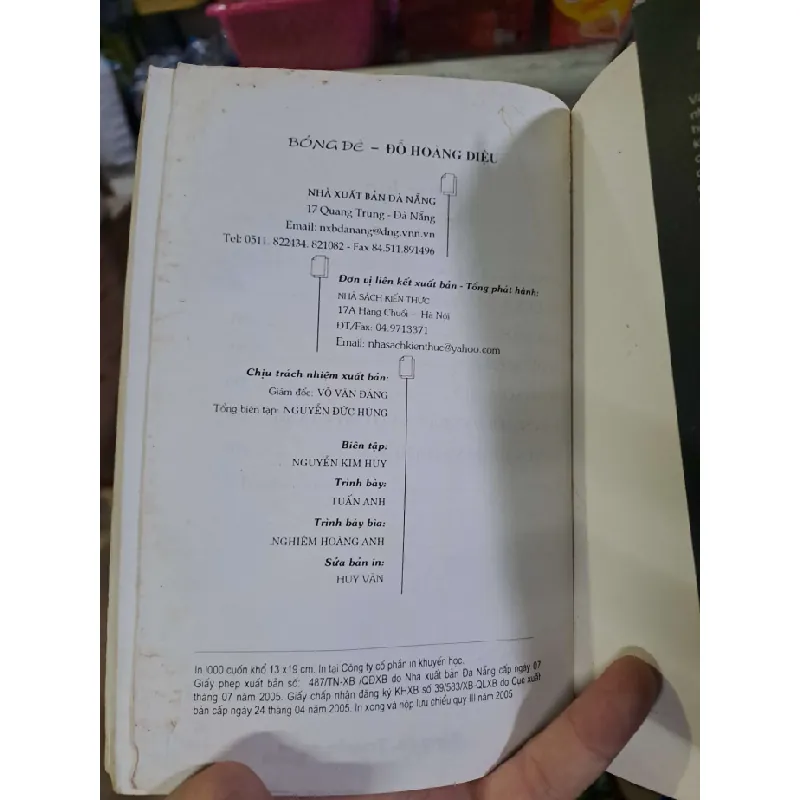 BÓNG ĐÈ – ĐỖ HOÀNG DIỆU
NHÀ XUẤT BẢN ĐÀ NẴNG
17 Quang Trung - Đà Nẵng
Email: nxbdanang@dng.vnn.vn
Tel: 0511. 822434, 821082 - Fax 84.511.891496
Đơn vị liên kết xuất bản - Tổng phát hành:
NHÀ SÁCH KIẾN THỨC
17A Hàng Chuối - Hà Nội
ĐT/Fax: 04.9713371
Email: nhasachkienthuc@yahoo.com
Chịu trách nhiệm xuất bản:
Giám đốc: VÕ VĂN ĐÁNG
Tổng biên tập: NGUYỄN ĐỨC HÙNG
Biên tập:
NGUYỄN KIM HUY
Trình bày:
TUẤN ANH
Trình bày bìa:
NGHIÊM HOÀNG ANH
Sửa bản in:
HUY VÂN
In 1000 cuốn khổ 13 x 19 cm. In tại Công ty cổ phần in khuyến học.
Giấy phép xuất bản số: 487/TN-XB /QĐXB do Nhà xuất bản Đà Nẵng cấp ngày 07
tháng 07 năm 2005. Giấy chấp nhận đăng ký KHXB số 39/583/XB-QLXB do Cục xuất
bản cấp ngày 24 tháng 04 năm 2005. In xong và nộp lưu chiểu quý III năm 2005